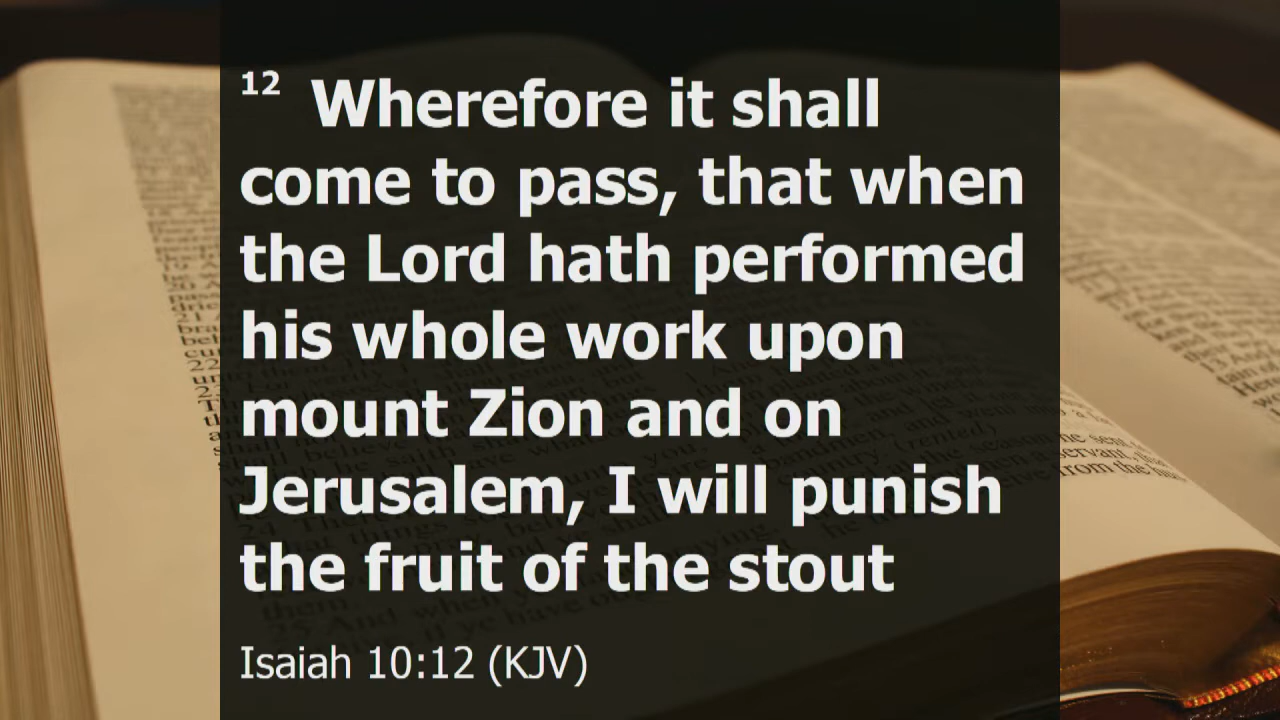 12 Wherefore it shall
come to pass, that when
the Lord hath performed
his whole work upon
mount Zion and on
Jerusalem, I will punish
the fruit of the stout
Isaiah 10:12 (KJV)